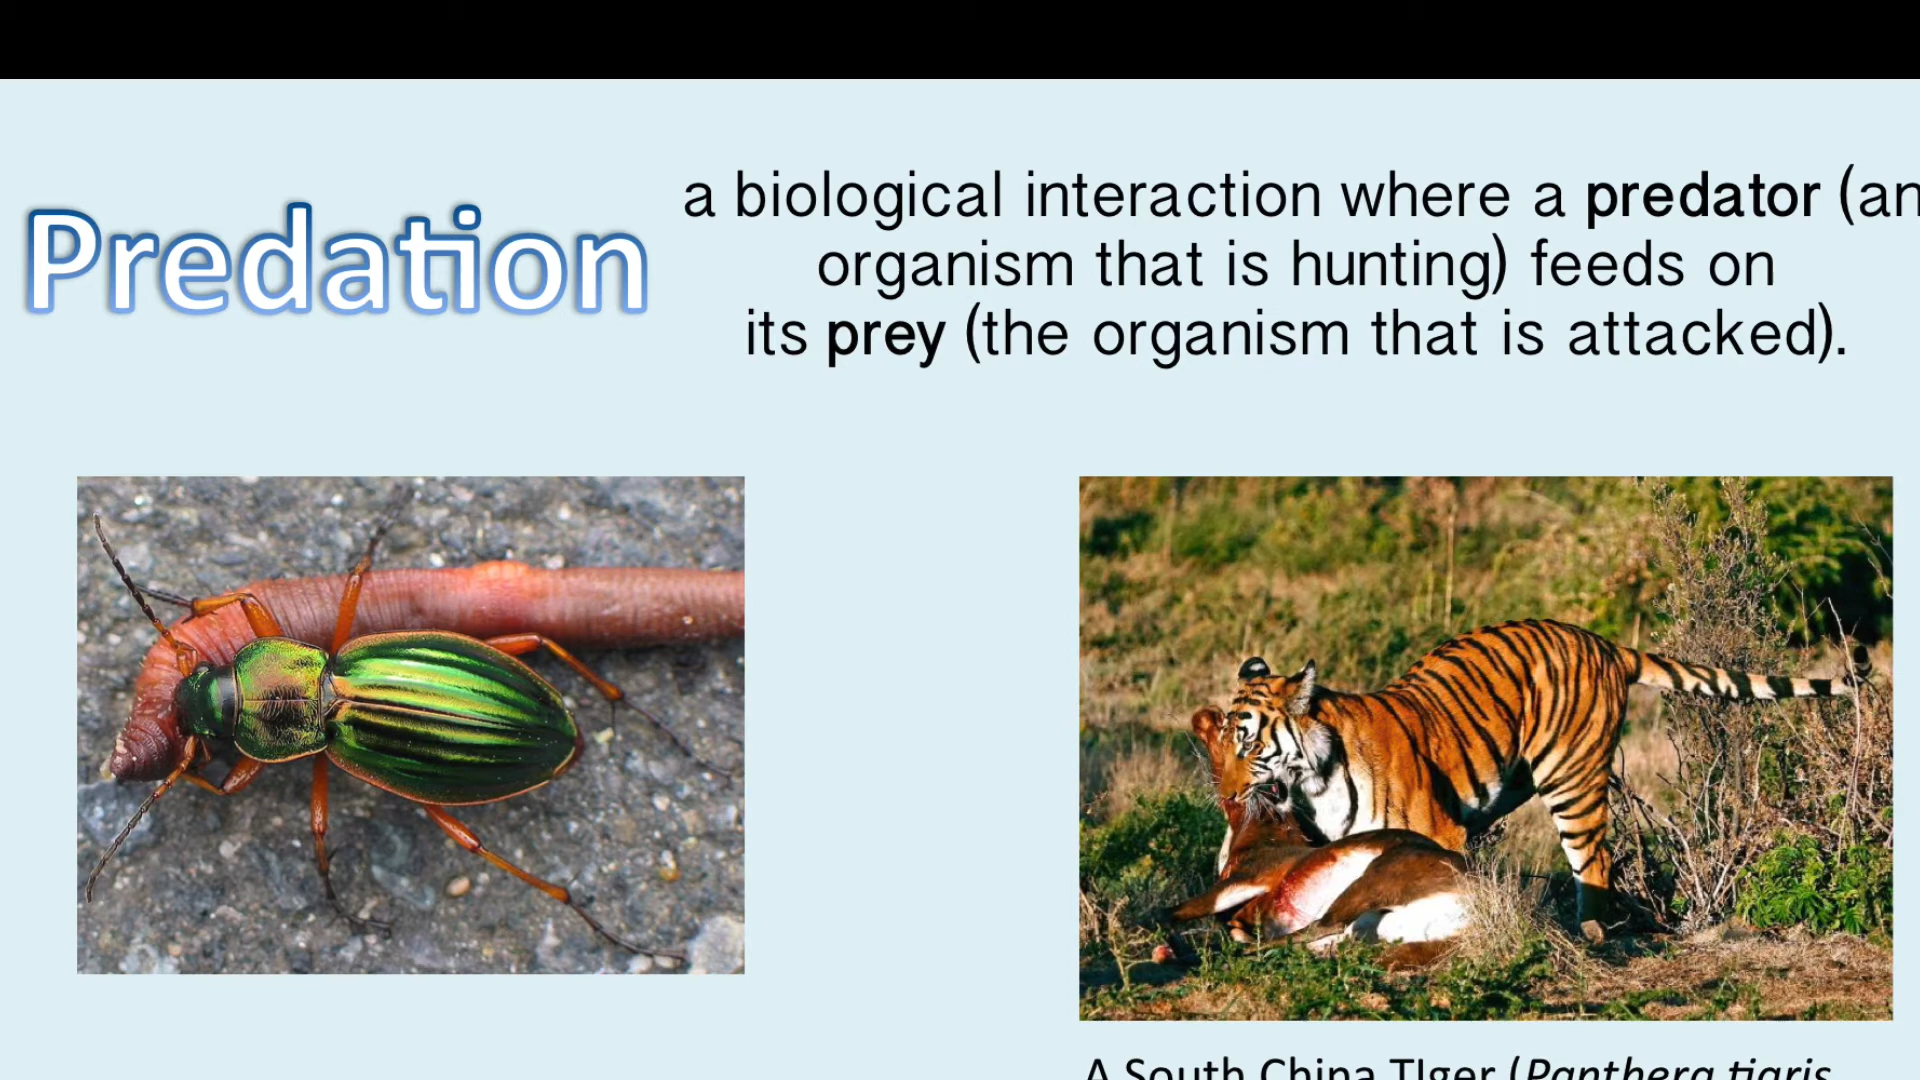 Predation
a biological interaction where a predator (an
organism that is hunting) feeds on
its prey (the organism that is attacked).
A South China TIger (Panthera tigris